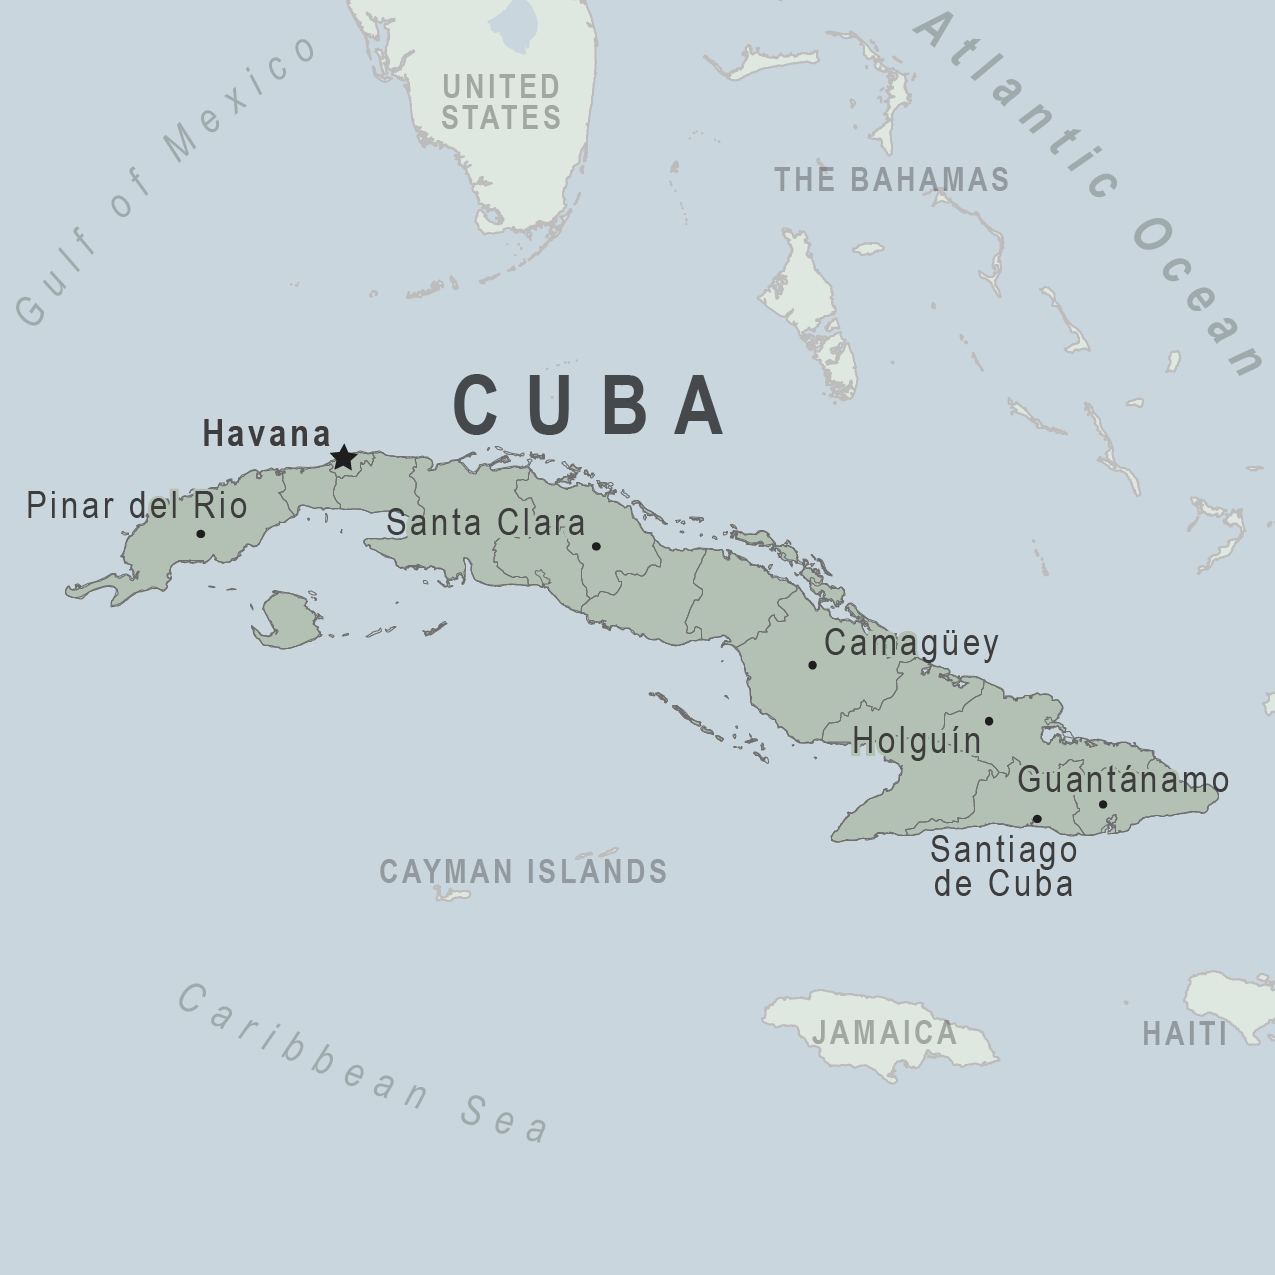 Gulf of Mexico
UNITED
STATES
Atlantic Ocean
THE BAHAMAS
CUBA
Havana
Pinar del Rio
Santa Clara
Camagüey
Holguín
Guantánamo
Santiago
de Cuba
CAYMAN ISLANDS
JAMAICA
HAITI
Caribbean Sea